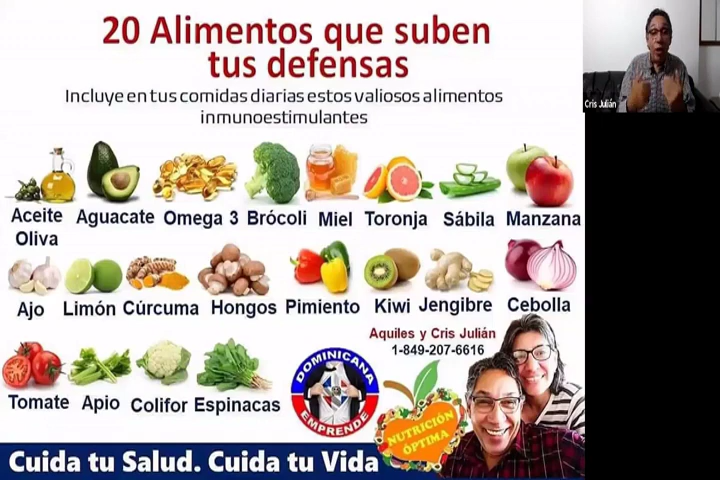 20 Alimentos que suben
tus defensas
Incluye en tus comidas diarias estos valiosos alimentos
inmunoestimulantes
Cris Julián
Aceite Oliva
Aguacate
Omega 3
Brócoli
Miel
Toronja
Sábila
Manzana
Ajo
Limón
Cúrcuma
Hongos
Pimiento
Kiwi
Jengibre
Cebolla
Aquiles y Cris Julián
1-849-207-6616
Tomate
Apio
Colifor
Espinacas
DOMINICANA
EMPRENDE
NUTRICIÓN
ÓPTIMA
Cuida tu Salud. Cuida tu Vida